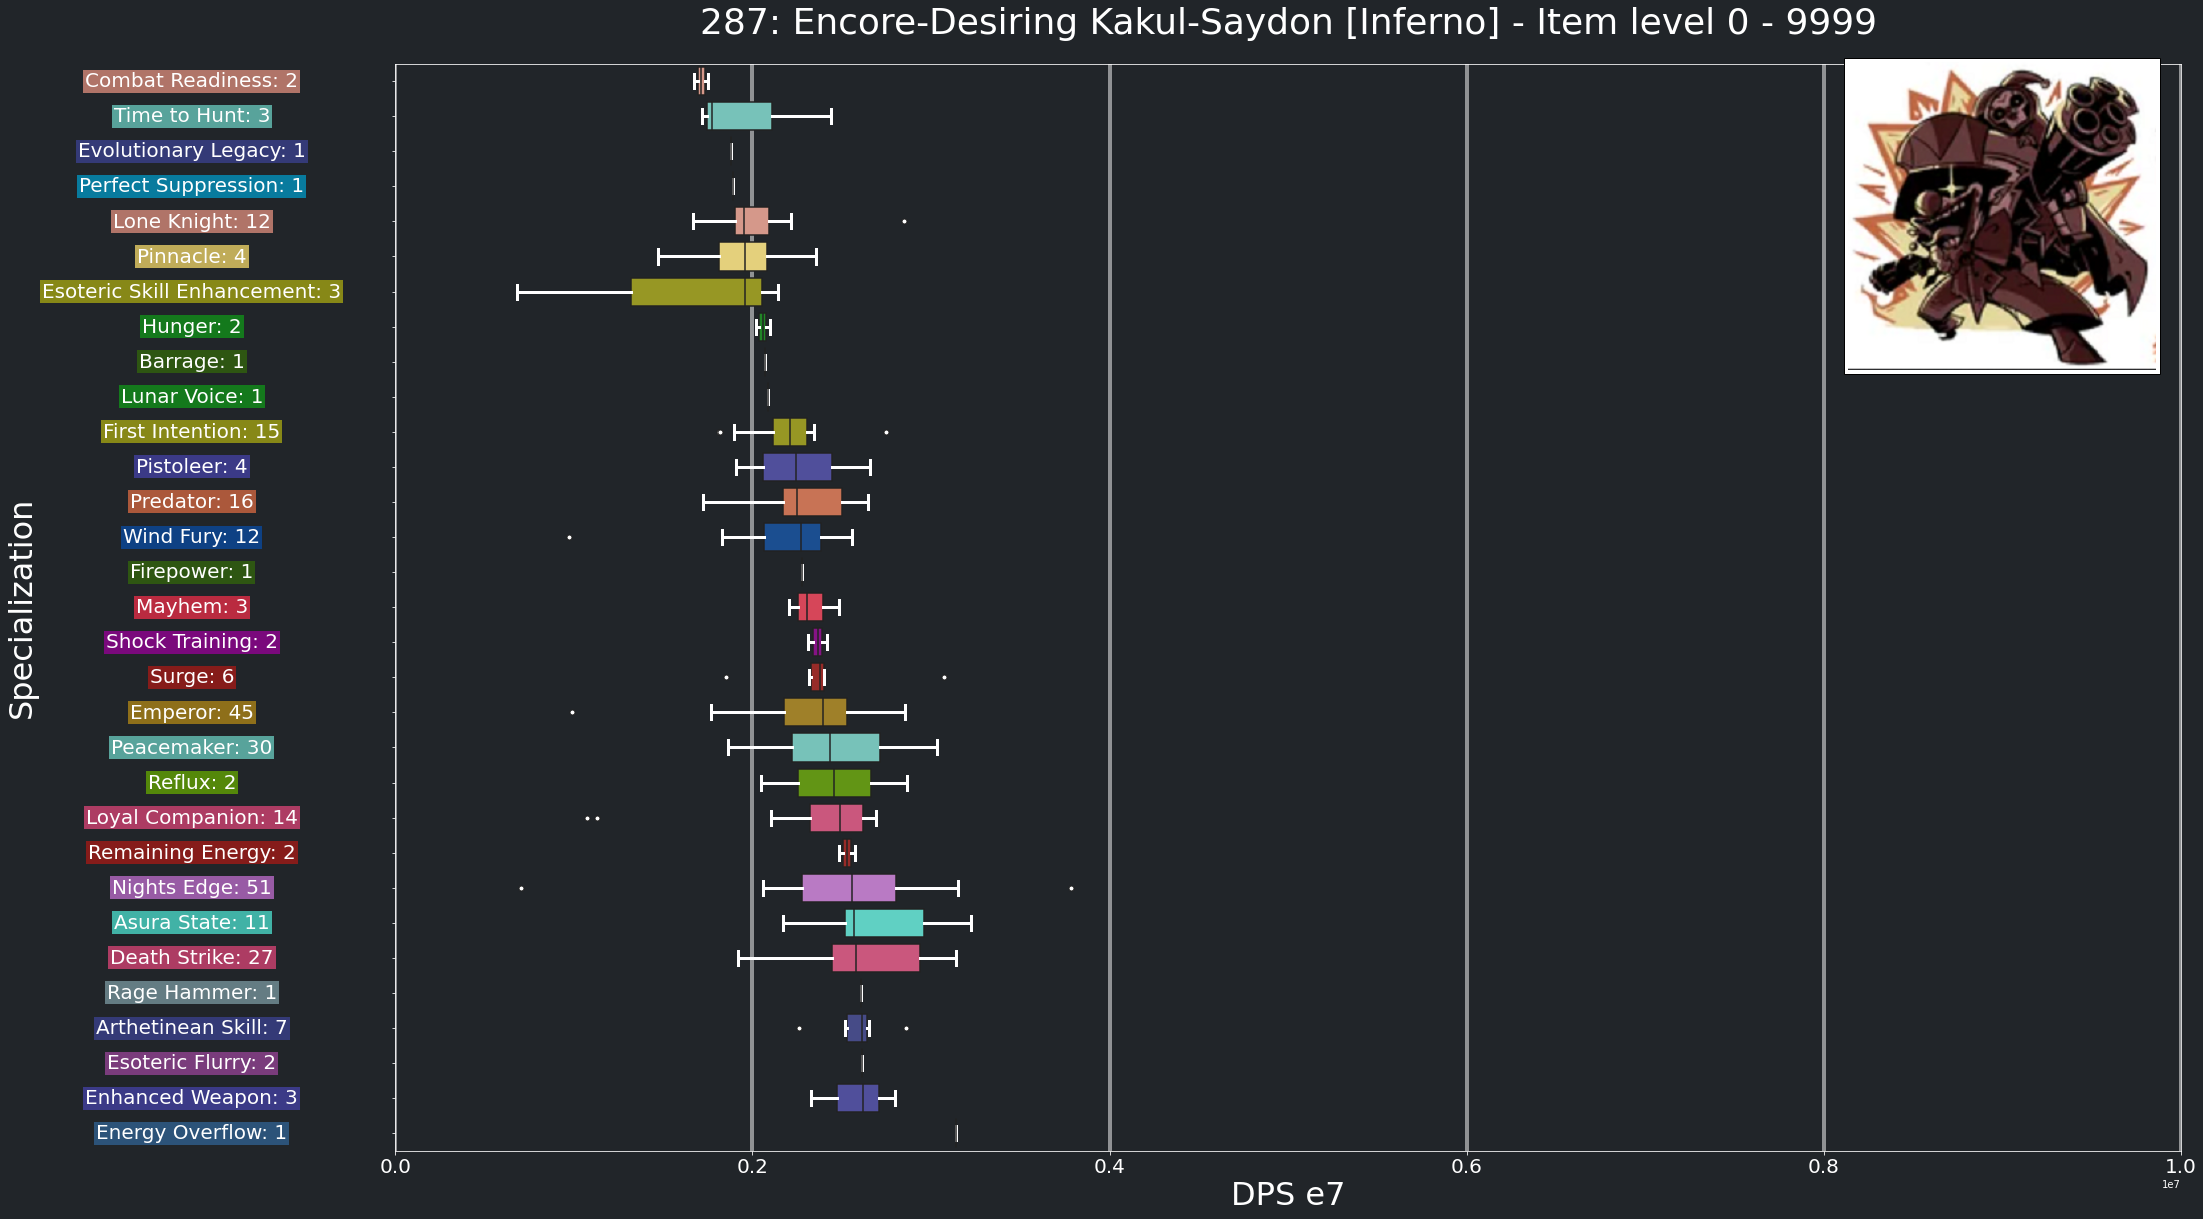 287: Encore-Desiring Kakul-Saydon [Inferno] - Item level 0 - 9999
Combat Readiness: 2
Time to Hunt: 3
Evolutionary Legacy: 1
Perfect Suppression: 1
Lone Knight: 12
Pinnacle: 4
Esoteric Skill Enhancement: 3
Hunger: 2
Barrage: 1
Lunar Voice: 1
First Intention: 15
Pistoleer: 4
Predator: 16
Wind Fury: 12
Firepower: 1
Mayhem: 3
Shock Training: 2
Surge: 6
Emperor: 45
Peacemaker: 30
Reflux: 2
Loyal Companion: 14
Remaining Energy: 2
Nights Edge: 51
Asura State: 11
Death Strike: 27
Rage Hammer: 1
Arthetinean Skill: 7
Esoteric Flurry: 2
Enhanced Weapon: 3
Energy Overflow: 1
Specialization
0.0 0.2 0.4 0.6 0.8 1.0
1e7
DPS e7